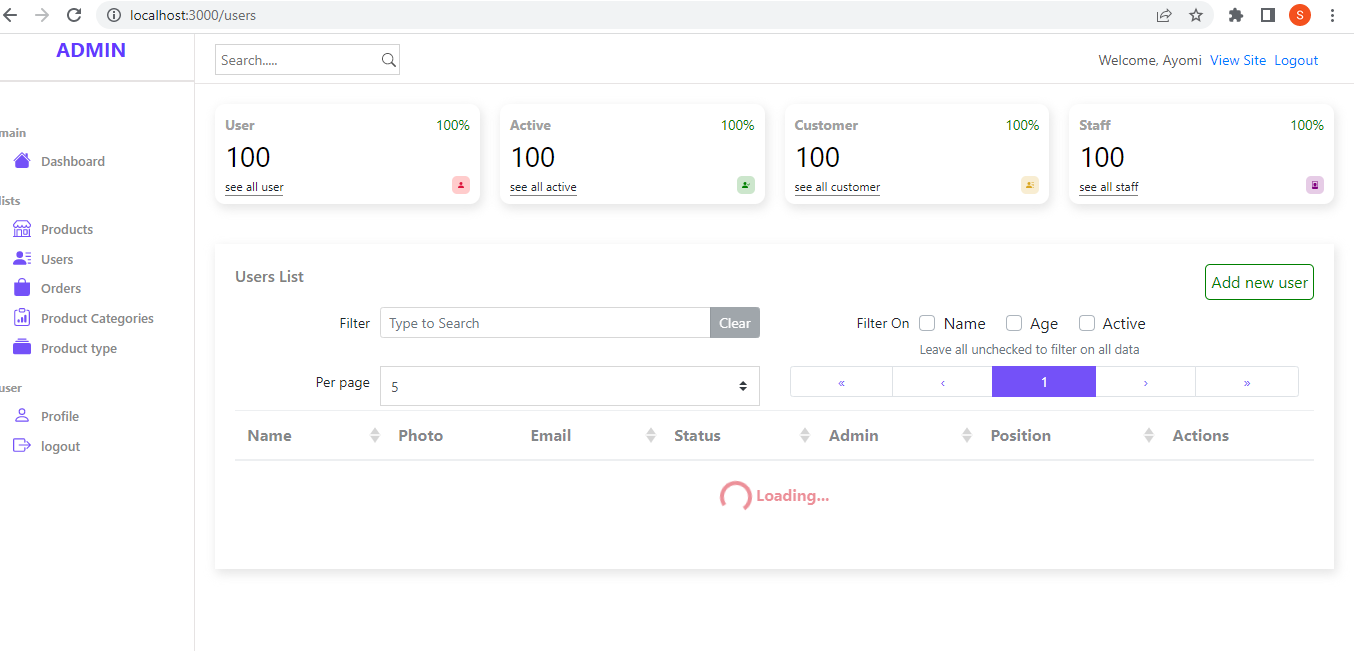 localhost:3000/users
S
ADMIN
Search.....
Welcome, Ayomi View Site Logout
main
Dashboard
lists
Products
Users
Orders
Product Categories
Product type
user
Profile
logout
User 100%
100
see all user
Active 100%
100
see all active
Customer 100%
100
see all customer
Staff 100%
100
see all staff
Users List
Add new user
Filter Type to Search Clear
Filter On Name Age Active
Leave all unchecked to filter on all data
Per page 5
« ‹ 1 › »
Name Photo Email Status Admin Position Actions
Loading...